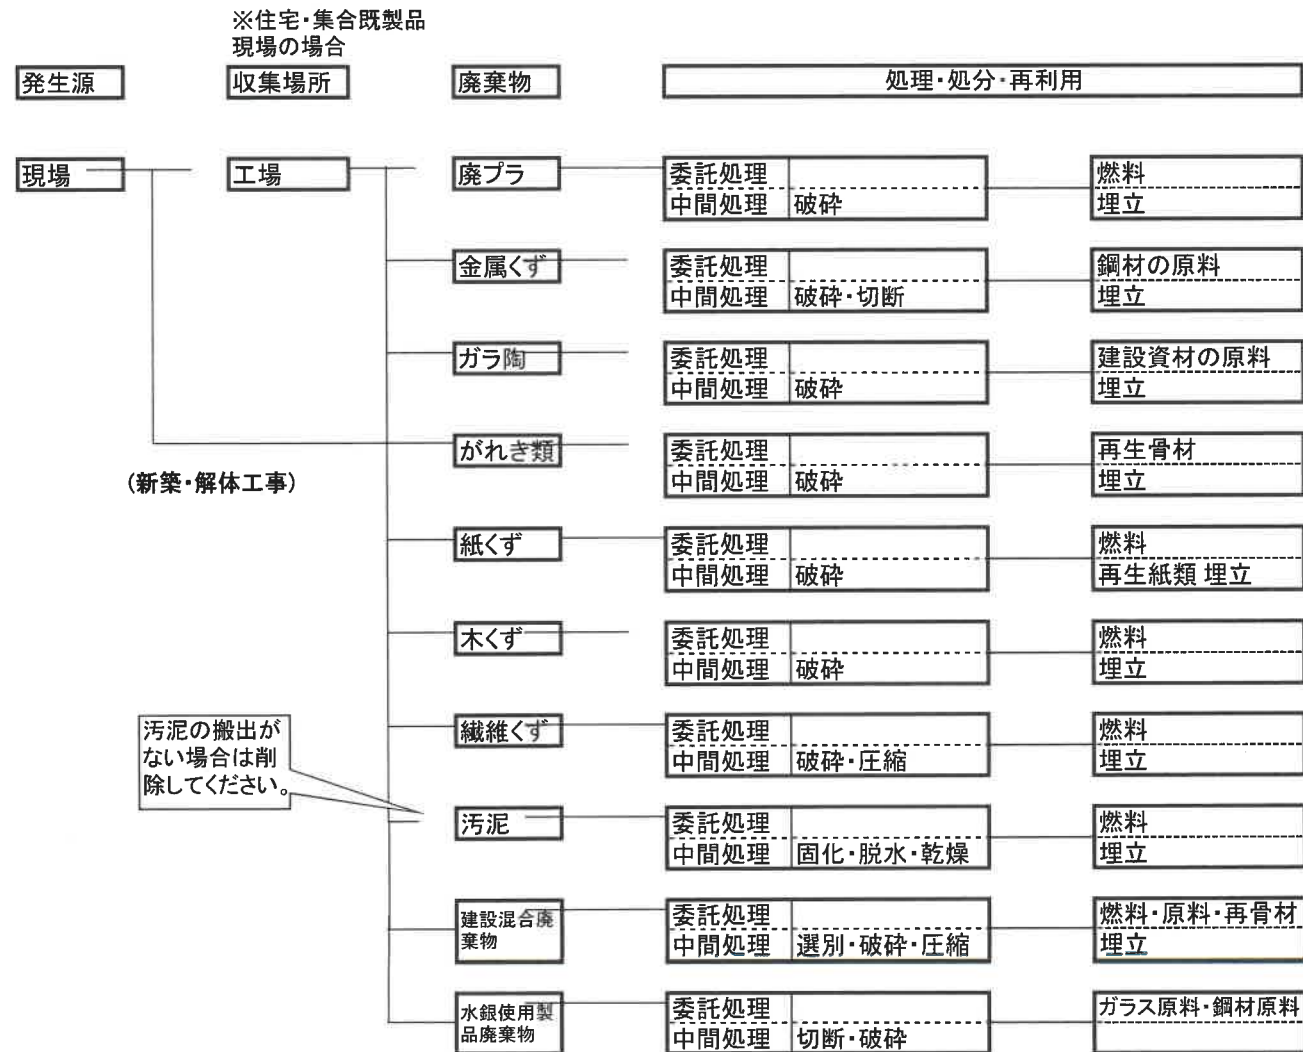 ※住宅・集合既製品
現場の場合
発生源
収集場所
廃棄物
処理・処分・再利用
現場
工場
廃プラ
委託処理
中間処理 破砕
燃料
埋立
金属くず
委託処理
中間処理 破砕・切断
鋼材の原料
埋立
ガラ陶
委託処理
中間処理 破砕
建設資材の原料
埋立
がれき類
委託処理
中間処理 破砕
再生骨材
埋立
(新築・解体工事)
紙くず
委託処理
中間処理 破砕
燃料
再生紙類 埋立
木くず
委託処理
中間処理 破砕
燃料
埋立
繊維くず
委託処理
中間処理 破砕・圧縮
燃料
埋立
汚泥の搬出が
ない場合は削
除してください。
汚泥
委託処理
中間処理 固化・脱水・乾燥
燃料
埋立
建設混合廃
棄物
委託処理
中間処理 選別・破砕・圧縮
燃料・原料・再骨材
埋立
水銀使用製
品廃棄物
委託処理
中間処理 切断・破砕
ガラス原料・鋼材原料